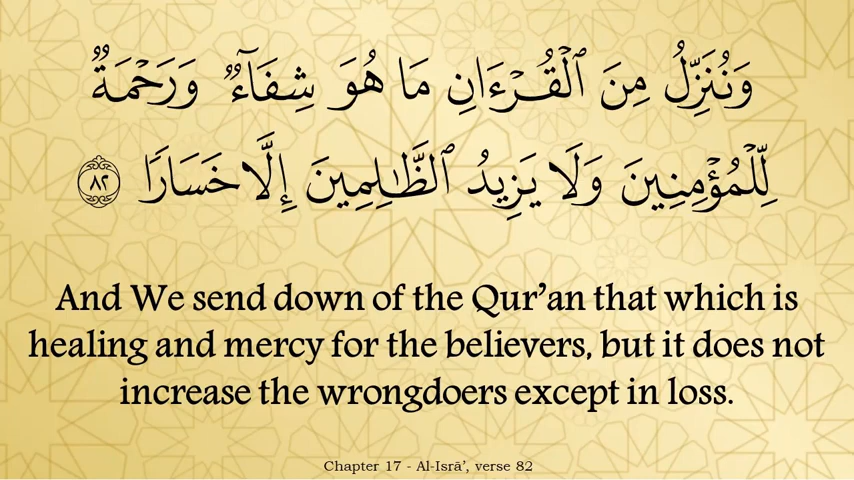 وَنُنَزِّلُ مِنَ ٱلْقُرْءَانِ مَا هُوَ شِفَآءٌ وَرَحْمَةٌ
لِّلْمُؤْمِنِينَ وَلَا يَزِيدُ ٱلظَّـٰلِمِينَ إِلَّا خَسَارًا ٨٢
And We send down of the Qur’an that which is
healing and mercy for the believers, but it does not
increase the wrongdoers except in loss.
Chapter 17 - Al-Isrā’, verse 82